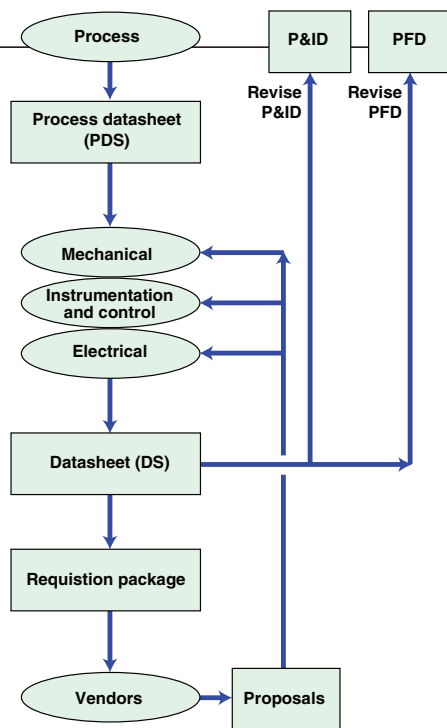 Process
P&ID
PFD
Revise
P&ID
Revise
PFD
Process datasheet
(PDS)
Mechanical
Instrumentation
and control
Electrical
Datasheet (DS)
Requistion package
Vendors
Proposals